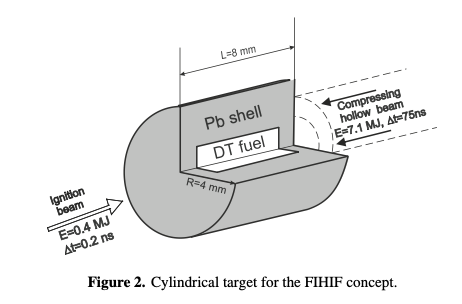 L=8 mm
Pb shell
DT fuel
R=4 mm
Compressing
hollow beam
E=7.1 MJ, Δt=75ns
Ignition
beam
E=0.4 MJ
Δt=0.2 ns
Figure 2. Cylindrical target for the FIHIF concept.